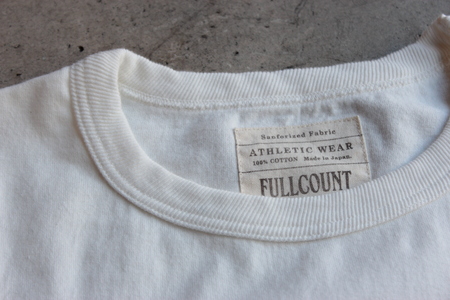 Sanforized Fabric
ATHLETIC WEAR
100% COTTON Made in Japan.
FULLCOUNT